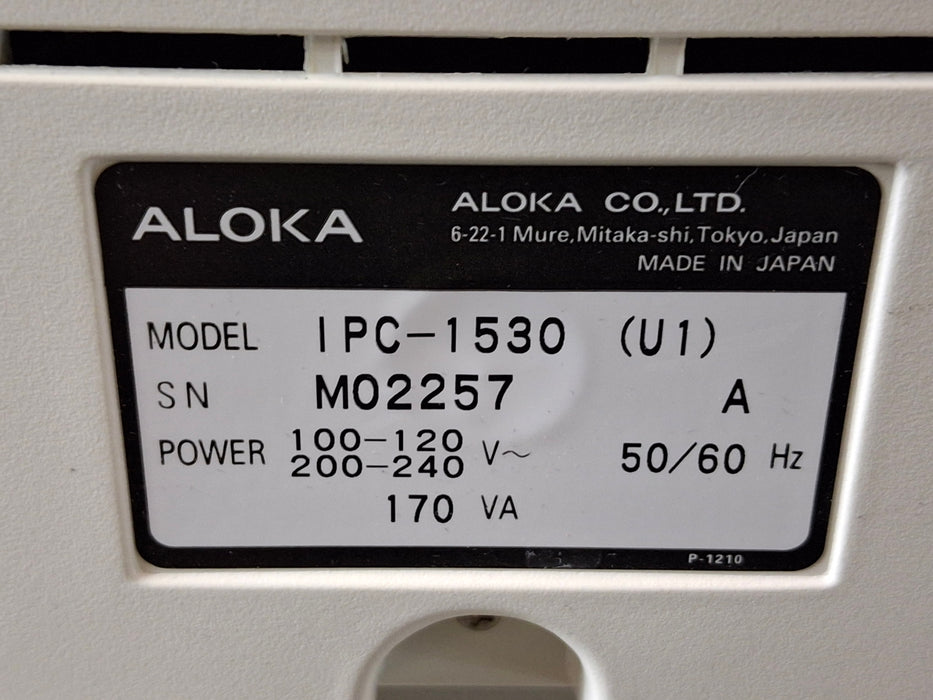 ALOKA
ALOKA CO.,LTD.
6-22-1 Mure,Mitaka-shi,Tokyo,Japan
MADE IN JAPAN
MODEL IPC-1530 (U1)
SN M02257 A
POWER 100-120 200-240 V~ 50/60 Hz
170 VA
P-1210